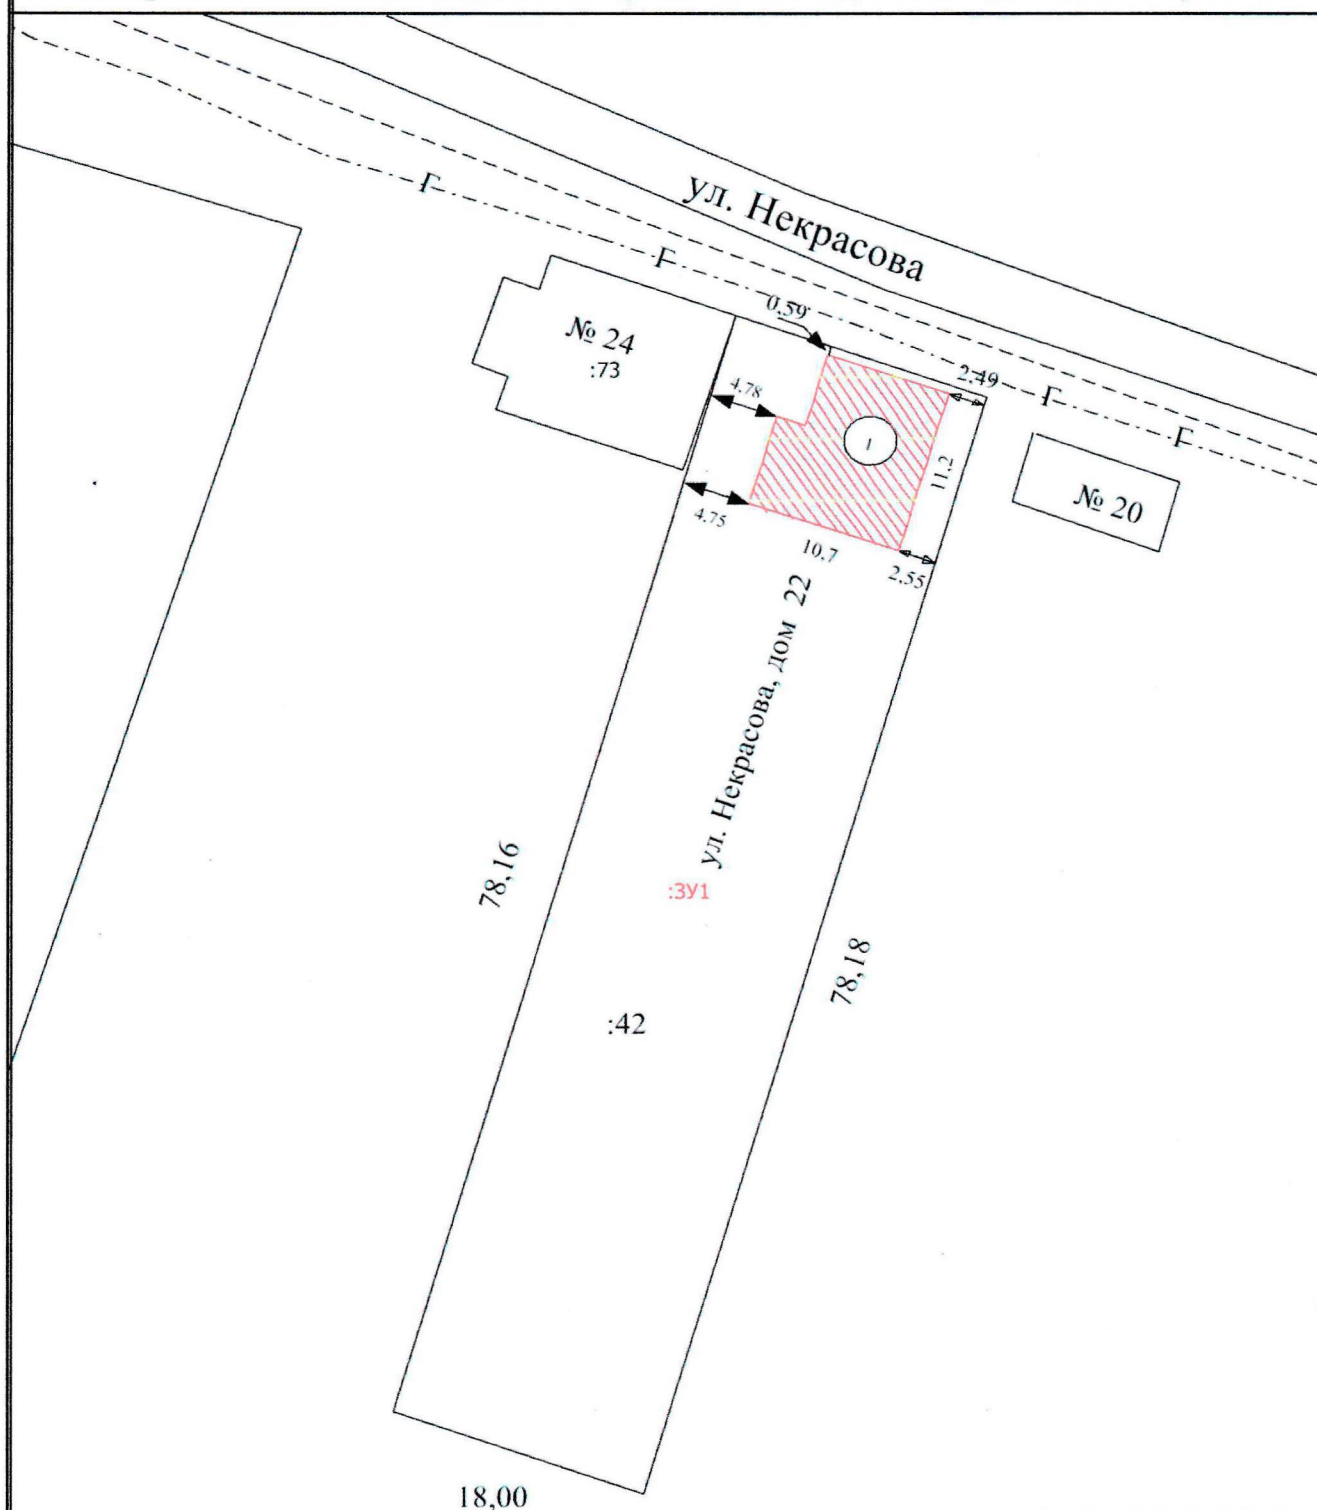 ул. Некрасова
Г
Г
Г
Г
0,59
№ 24
:73
2,49
4,78
1
11.2
№ 20
4,75
10.7
2,55
ул. Некрасова, дом 22
78,16
:ЗУ1
78,18
:42
18,00